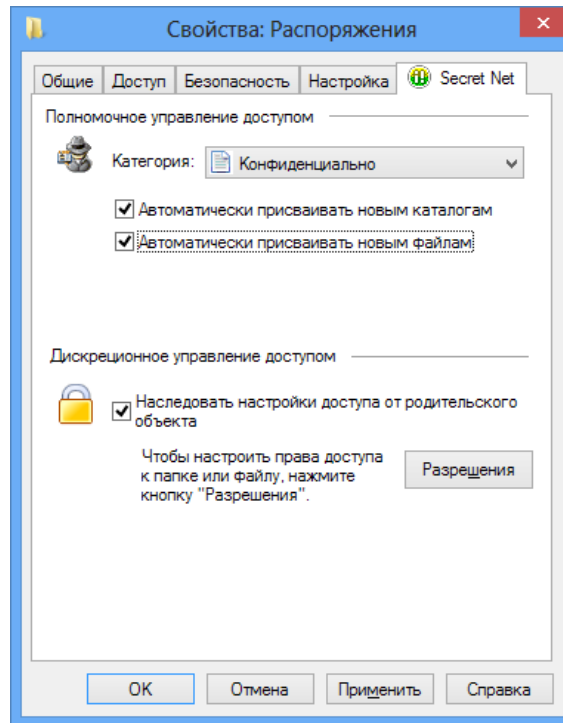 Свойства: Распоряжения
Общие Доступ Безопасность Настройка Secret Net
Полномочное управление доступом
Категория: Конфиденциально
Автоматически присваивать новым каталогам
Автоматически присваивать новым файлам
Дискреционное управление доступом
Наследовать настройки доступа от родительского
объекта
Чтобы настроить права доступа
к папке или файлу, нажмите
кнопку "Разрешения".
Разрешения
ОК Отмена Применить Справка